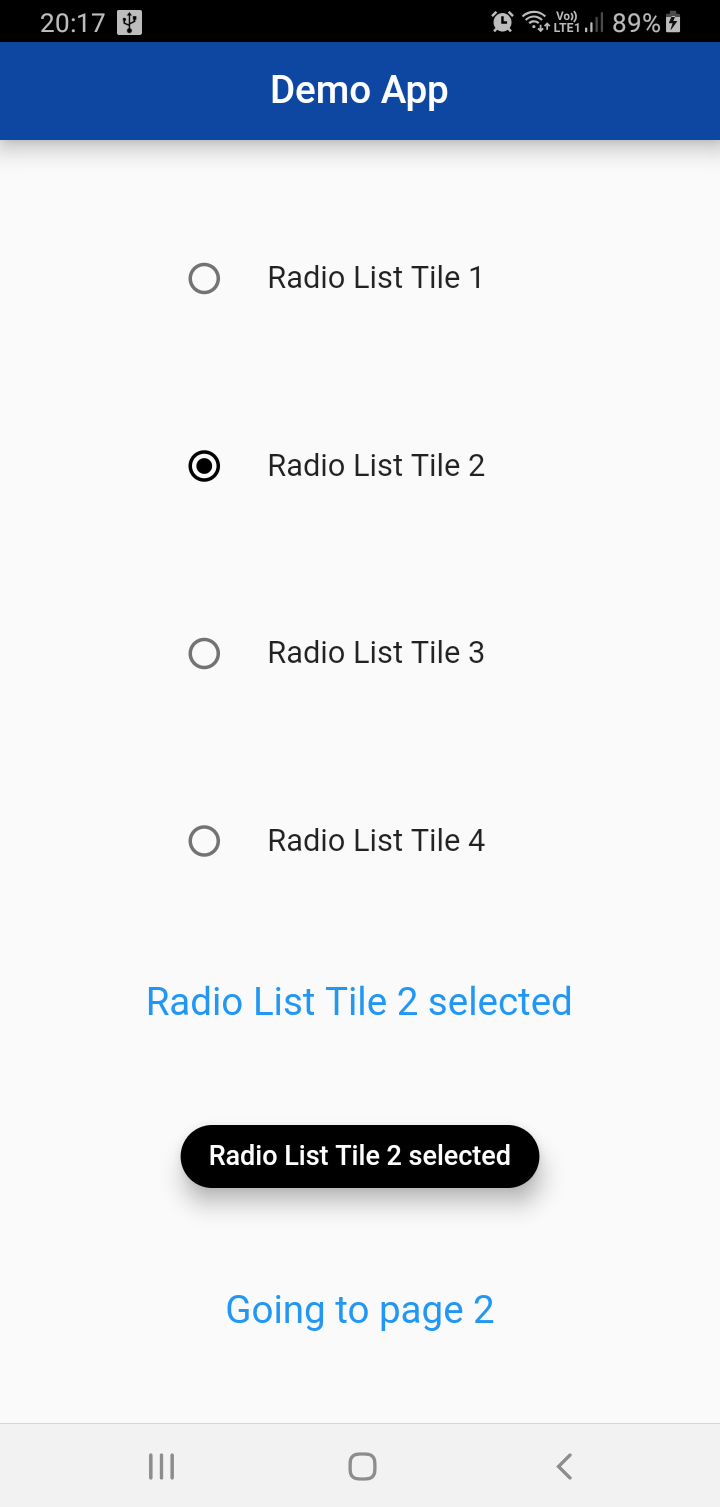 20:17 Vo)) LTE1 89%
Demo App
Radio List Tile 1
Radio List Tile 2
Radio List Tile 3
Radio List Tile 4
Radio List Tile 2 selected
Radio List Tile 2 selected
Going to page 2